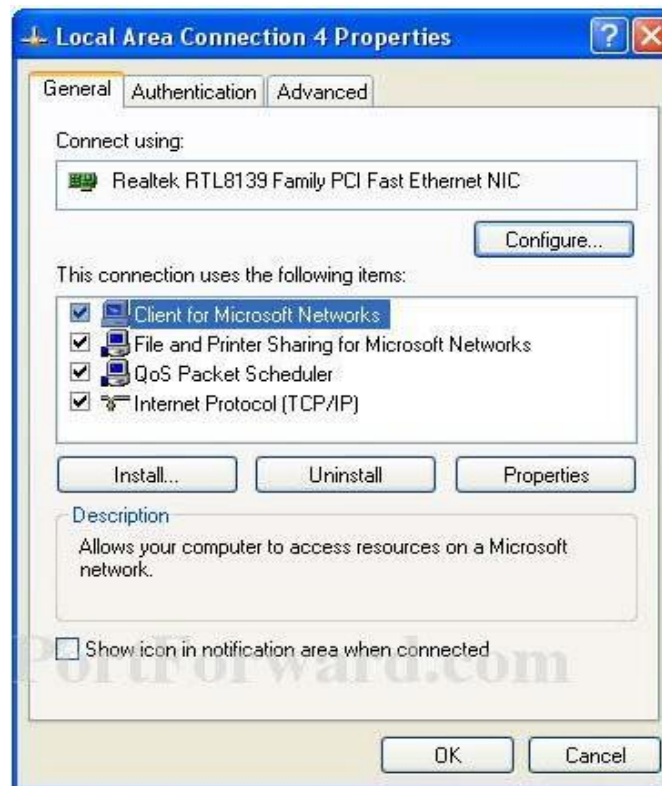 Local Area Connection 4 Properties
General Authentication Advanced
Connect using:
Realtek RTL8139 Family PCI Fast Ethernet NIC
Configure...
This connection uses the following items:
Client for Microsoft Networks
File and Printer Sharing for Microsoft Networks
QoS Packet Scheduler
Internet Protocol (TCP/IP)
Install... Uninstall Properties
Description
Allows your computer to access resources on a Microsoft
network.
Show icon in notification area when connected
PortForward.com
OK Cancel